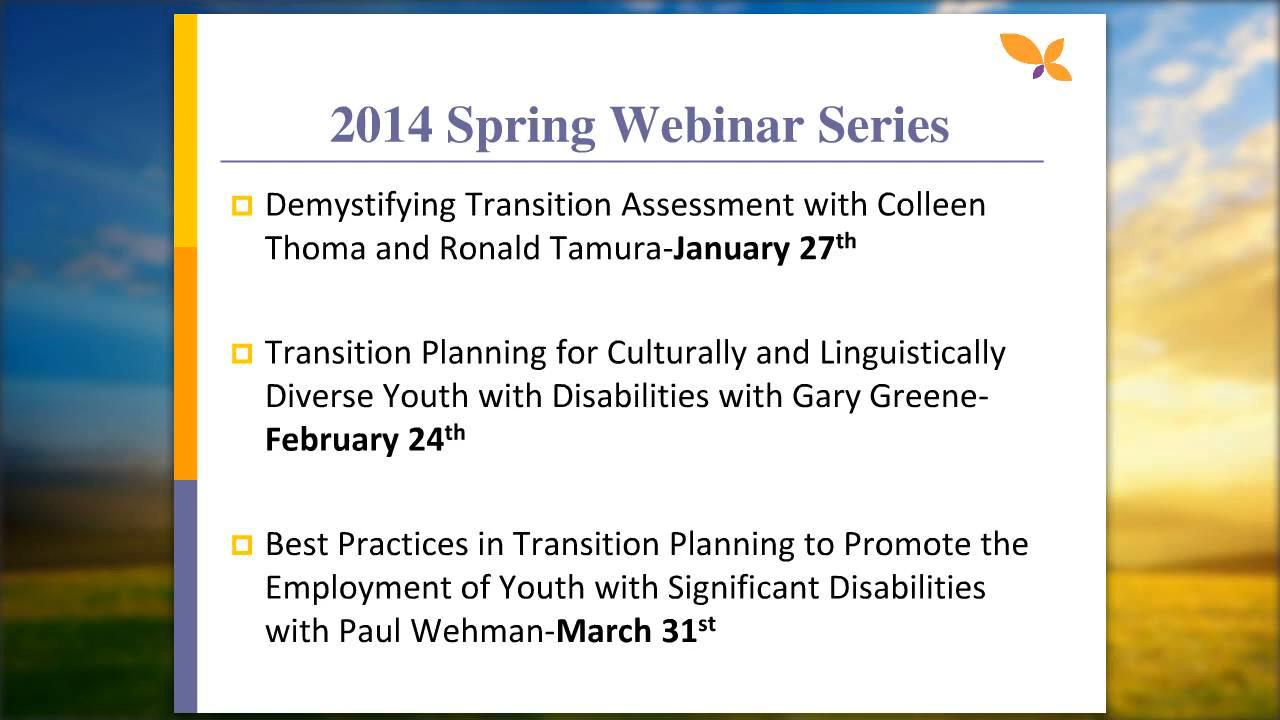 2014 Spring Webinar Series
Demystifying Transition Assessment with Colleen
Thoma and Ronald Tamura-January 27th
Transition Planning for Culturally and Linguistically
Diverse Youth with Disabilities with Gary Greene-
February 24th
Best Practices in Transition Planning to Promote the
Employment of Youth with Significant Disabilities
with Paul Wehman-March 31st